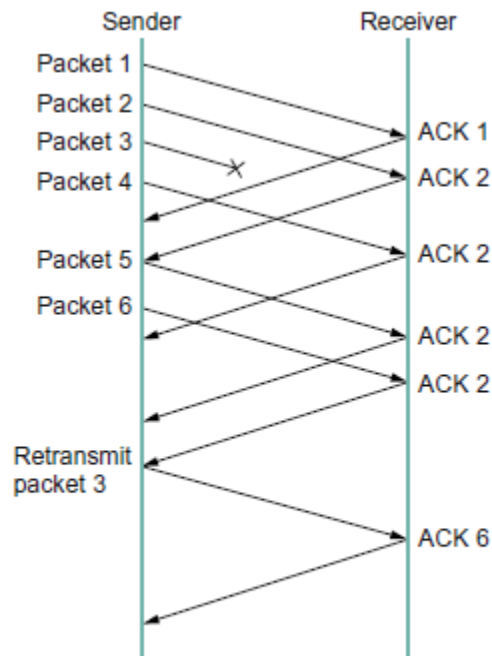 Sender
Receiver
Packet 1
Packet 2
ACK 1
Packet 3
Packet 4
ACK 2
Packet 5
ACK 2
Packet 6
ACK 2
ACK 2
Retransmit
packet 3
ACK 6